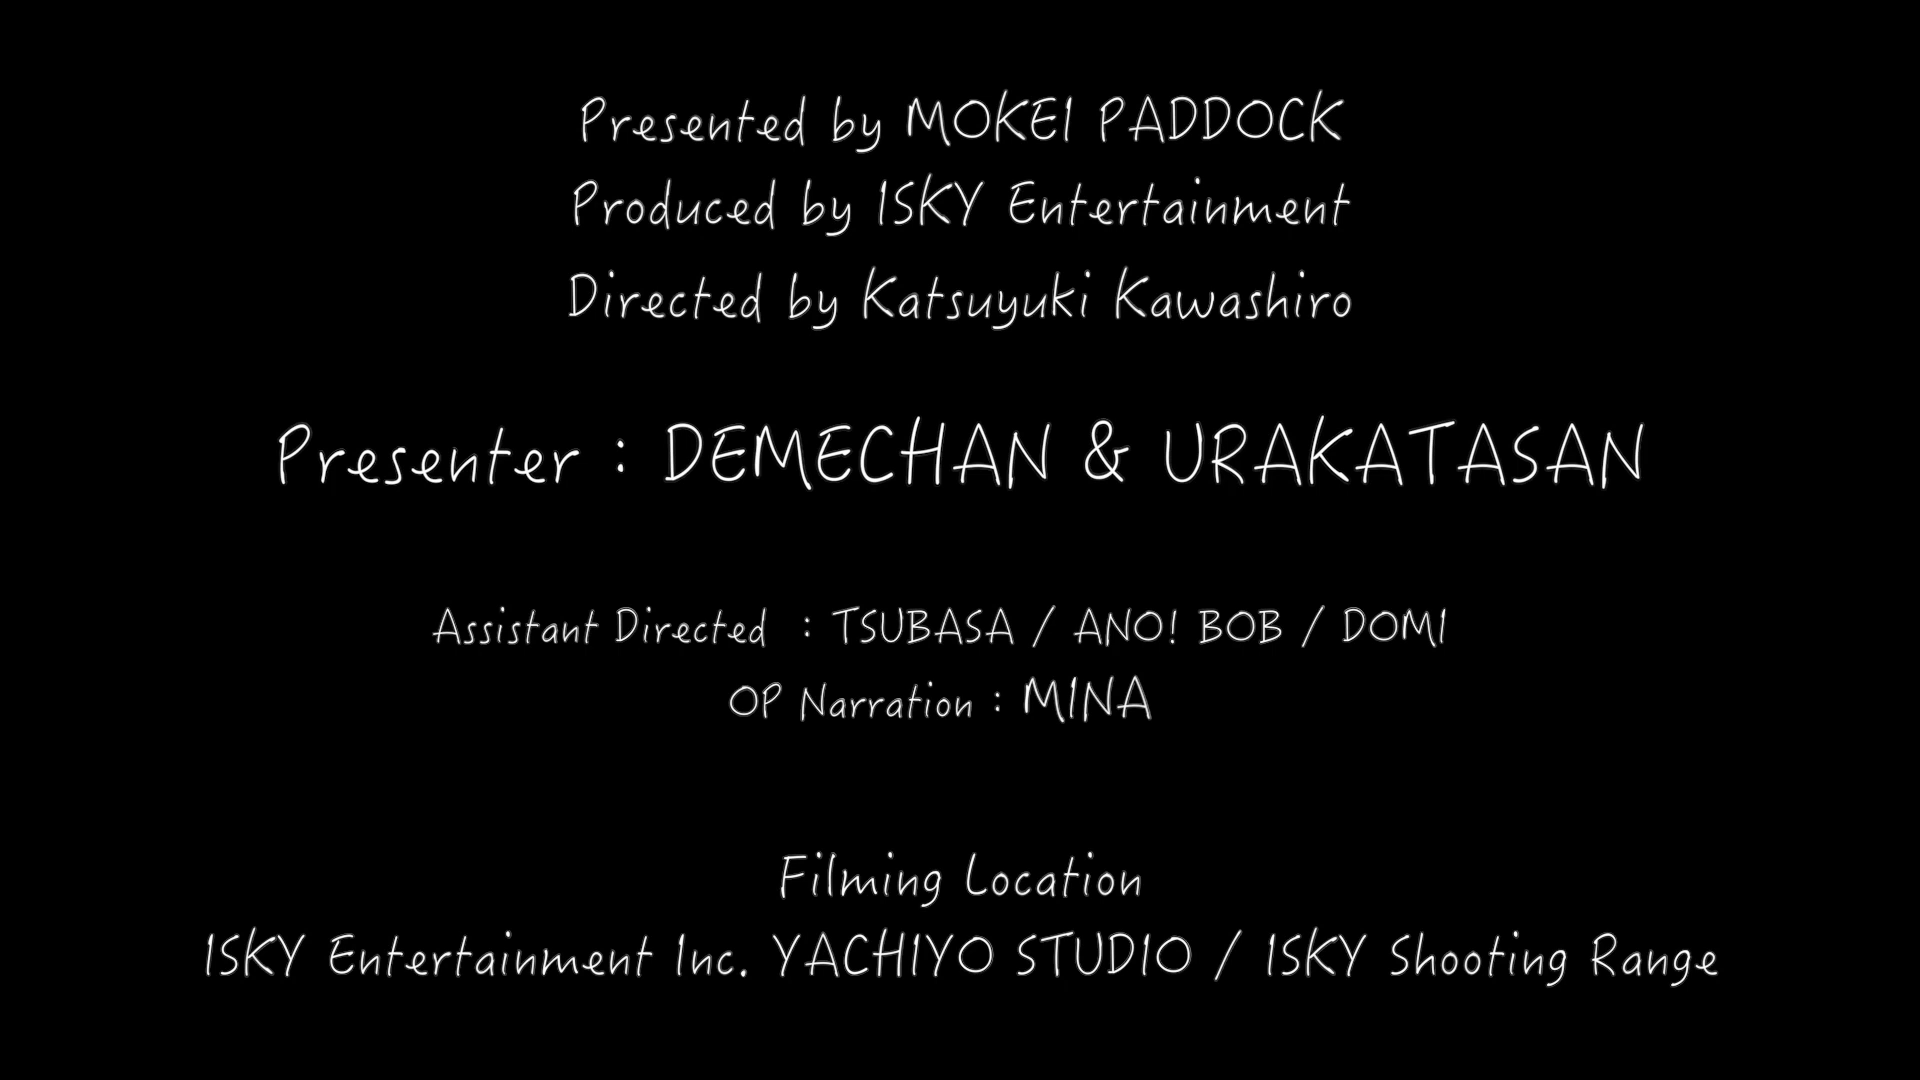 Presented by MOKEI PADDOCK
Produced by ISKY Entertainment
Directed by Katsuyuki Kawashiro
Presenter : DEMECHAN & URAKATASAN
Assistant Directed : TSUBASA / ANO! BOB / DOMI
OP Narration : MINA
Filming Location
ISKY Entertainment Inc. YACHIYO STUDIO / ISKY Shooting Range